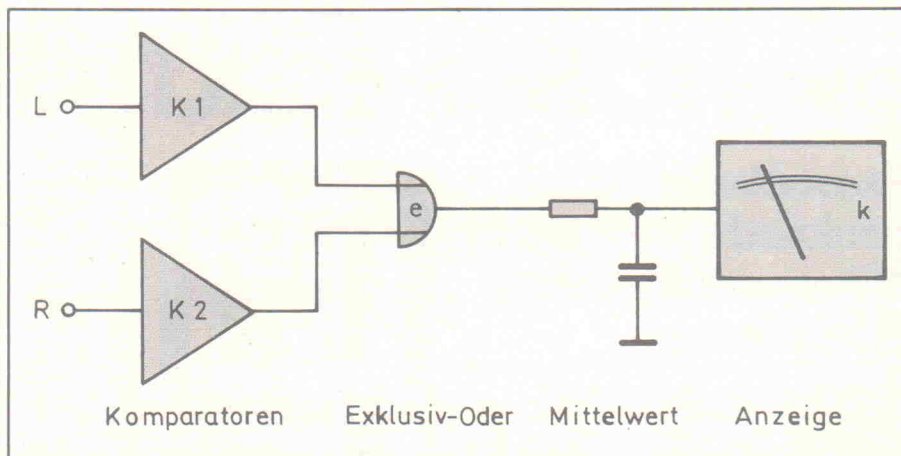 L
K1
e
k
R
K2
Komparatoren
Exklusiv-Oder
Mittelwert
Anzeige